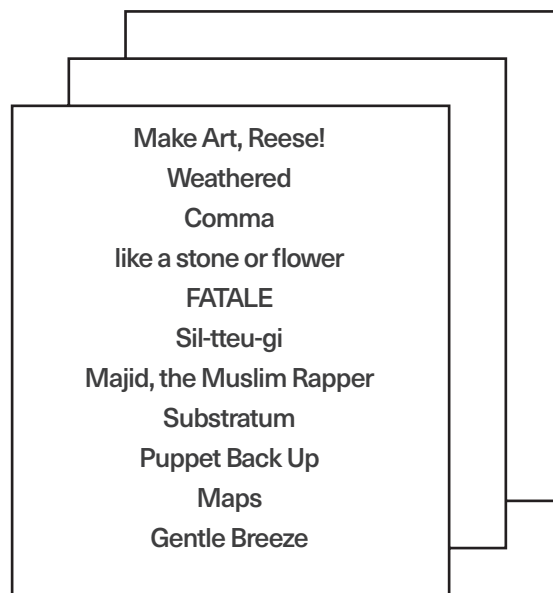 Make Art, Reese!
Weathered
Comma
like a stone or flower
FATALE
Sil-tteu-gi
Majid, the Muslim Rapper
Substratum
Puppet Back Up
Maps
Gentle Breeze